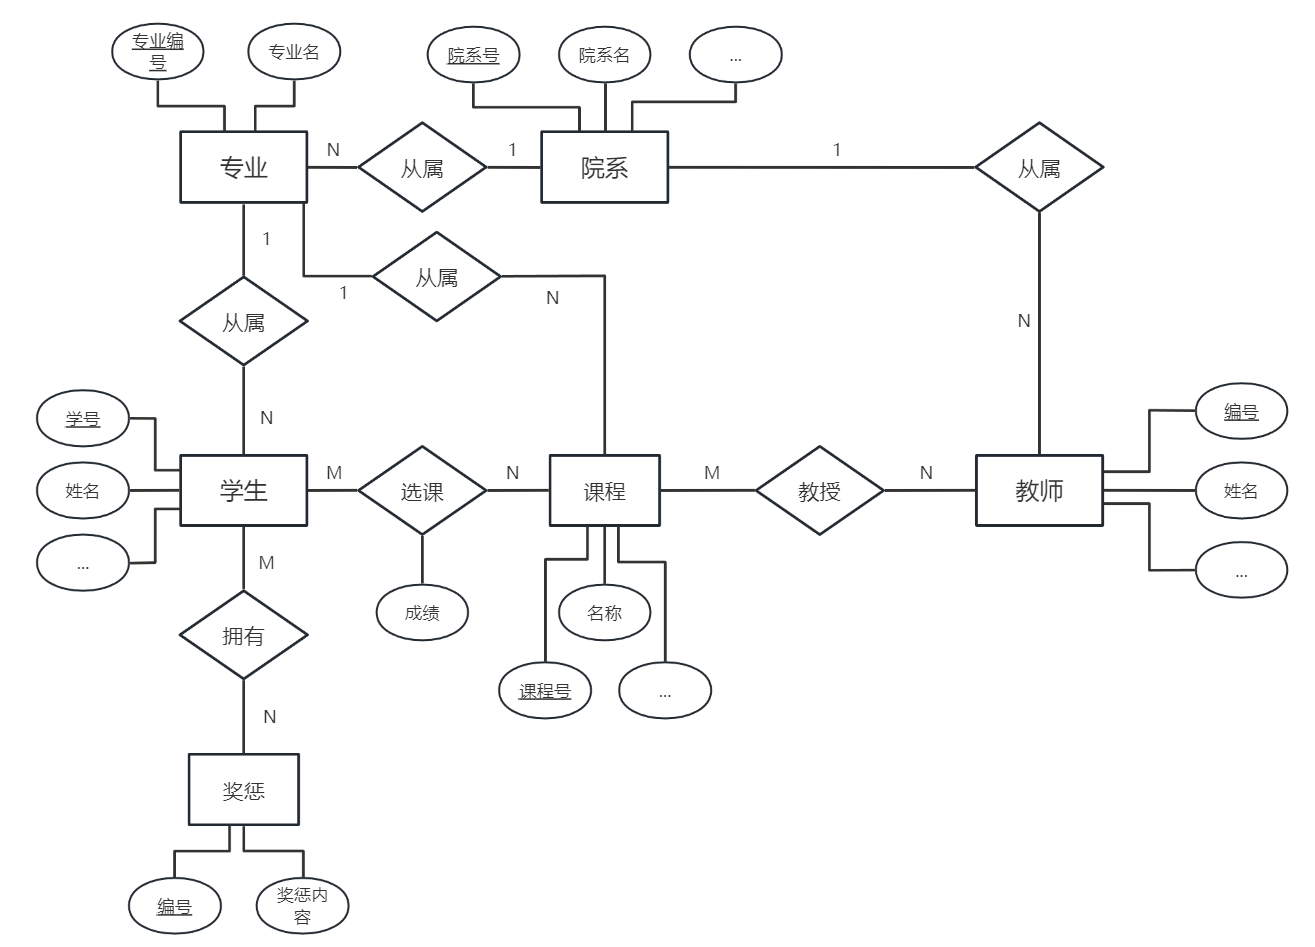 专业编
号
专业名
院系号
院系名
...
专业
N
从属
1
院系
1
从属
1
从属
1
N
从属
N
N
学号
姓名
...
学生
M
选课
N
课程
M
教授
N
教师
编号
姓名
...
M
成绩
名称
课程号
...
拥有
N
奖惩
编号
奖惩内
容